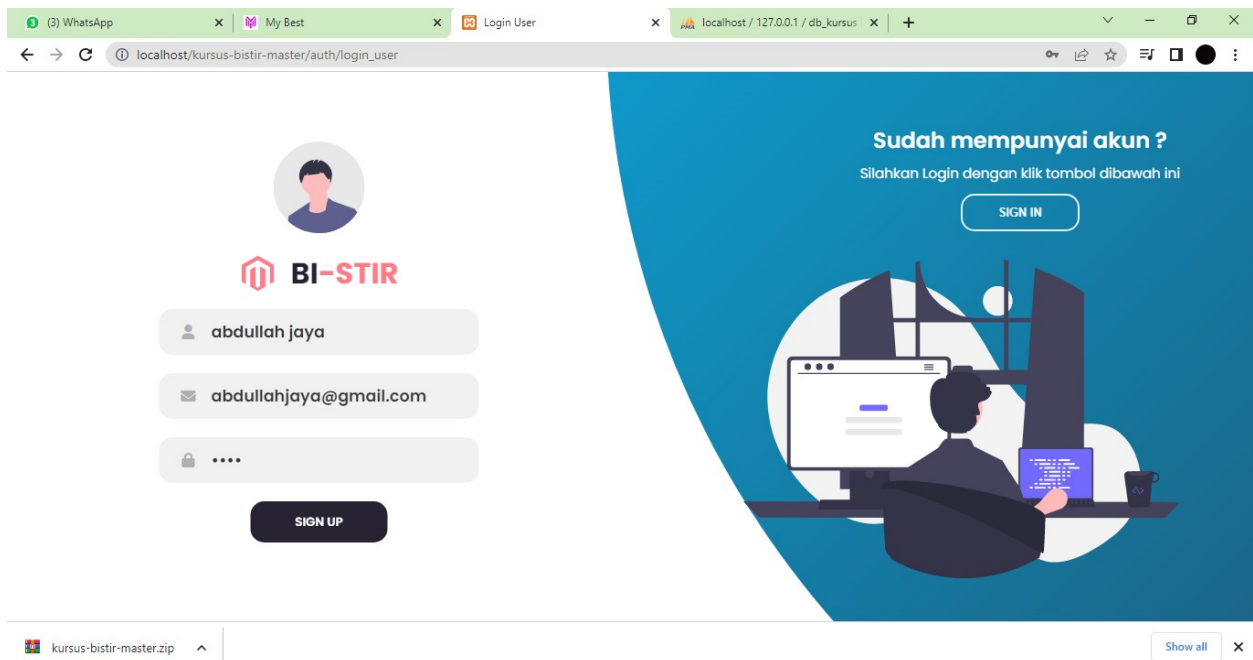 (3) WhatsApp
My Best
Login User
localhost / 127.0.0.1 / db_kursus
localhost/kursus-bistir-master/auth/login_user
BI-STIR
abdullah jaya
abdullahjaya@gmail.com
••••
SIGN UP
Sudah mempunyai akun ?
Silahkan Login dengan klik tombol dibawah ini
SIGN IN
kursus-bistir-master.zip
Show all